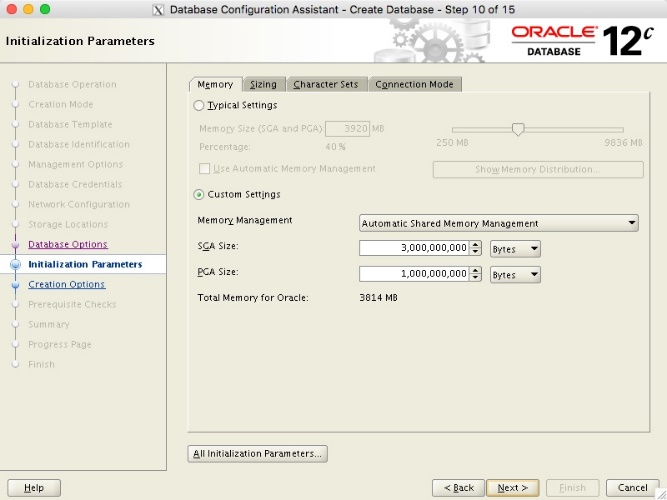 Database Configuration Assistant - Create Database - Step 10 of 15
Initialization Parameters
ORACLE®
DATABASE
12c
Database Operation
Creation Mode
Database Template
Database Identification
Management Options
Database Credentials
Network Configuration
Storage Locations
Database Options
Initialization Parameters
Creation Options
Prerequisite Checks
Summary
Progress Page
Finish
Memory Sizing Character Sets Connection Mode
Typical Settings
Memory Size (SGA and PGA): 3920 MB
250 MB 9836 MB
Percentage: 40 %
Use Automatic Memory Management Show Memory Distribution...
Custom Settings
Memory Management Automatic Shared Memory Management
SGA Size: 3,000,000,000 Bytes
PGA Size: 1,000,000,000 Bytes
Total Memory for Oracle: 3814 MB
All Initialization Parameters...
Help < Back Next > Finish Cancel